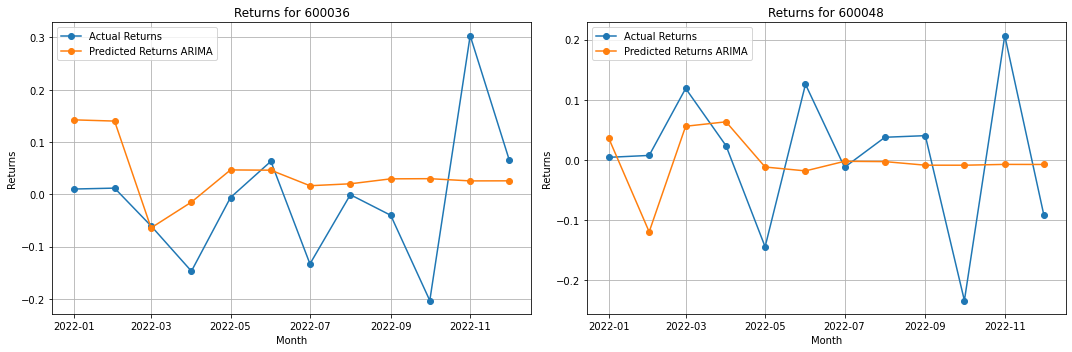 Returns for 600036
Actual Returns
Predicted Returns ARIMA
Returns
0.3
0.2
0.1
0.0
−0.1
−0.2
2022-01
2022-03
2022-05
2022-07
2022-09
2022-11
Month
Returns for 600048
Actual Returns
Predicted Returns ARIMA
Returns
0.2
0.1
0.0
−0.1
−0.2
2022-01
2022-03
2022-05
2022-07
2022-09
2022-11
Month